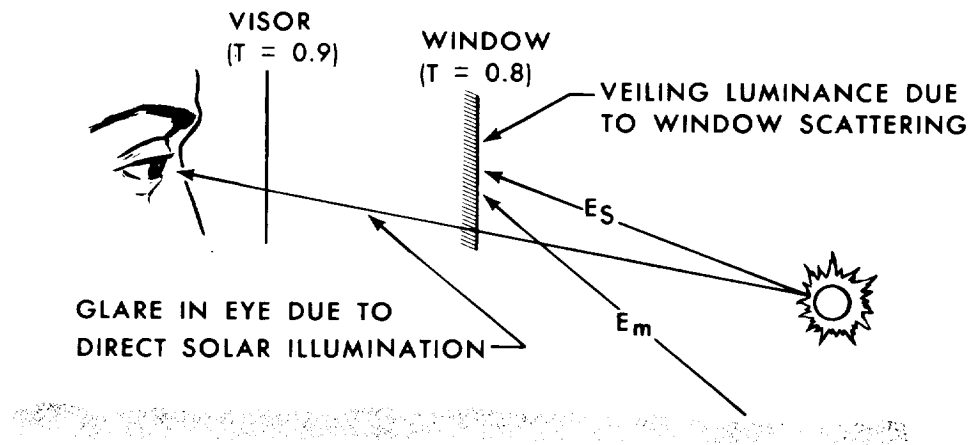 VISOR
(T = 0.9)
WINDOW
(T = 0.8)
VEILING LUMINANCE DUE
TO WINDOW SCATTERING
ES
Em
GLARE IN EYE DUE TO
DIRECT SOLAR ILLUMINATION